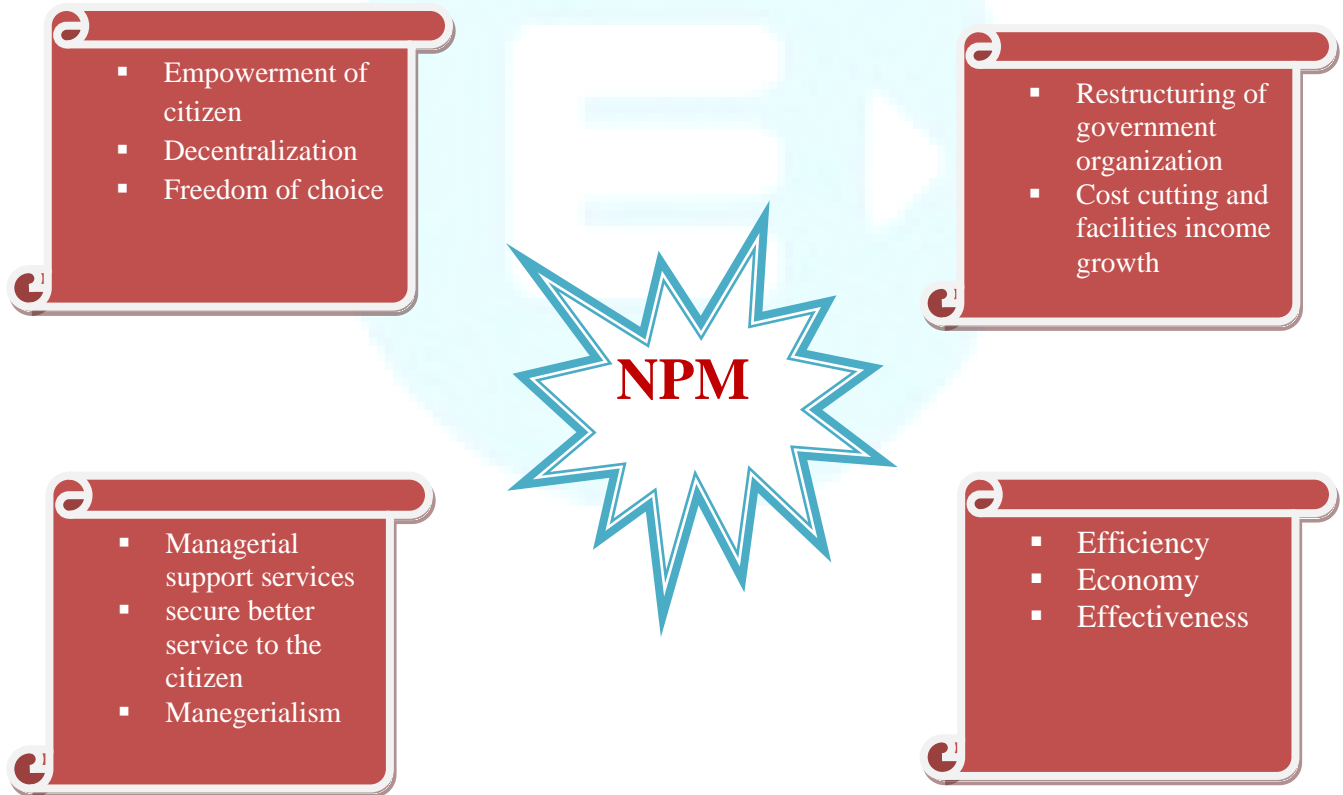 ▪ Empowerment of
citizen
▪ Decentralization
▪ Freedom of choice
▪ Restructuring of
government
organization
▪ Cost cutting and
facilities income
growth
NPM
▪ Managerial
support services
▪ secure better
service to the
citizen
▪ Manegerialism
▪ Efficiency
▪ Economy
▪ Effectiveness